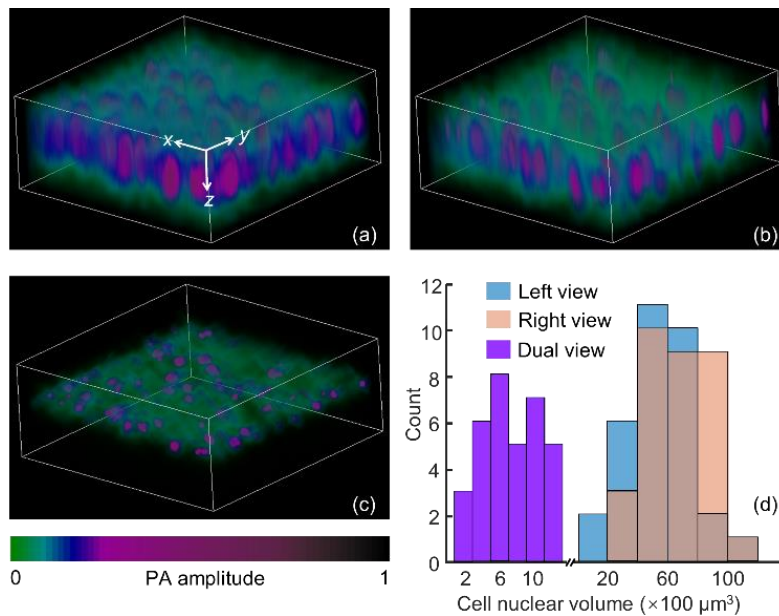 x
y
z
(a)
(b)
(c)
0
PA amplitude
1
12
10
8
6
4
2
0
Count
Left view
Right view
Dual view
(d)
2 6 10 20 60 100
Cell nuclear volume (×100 μm³)